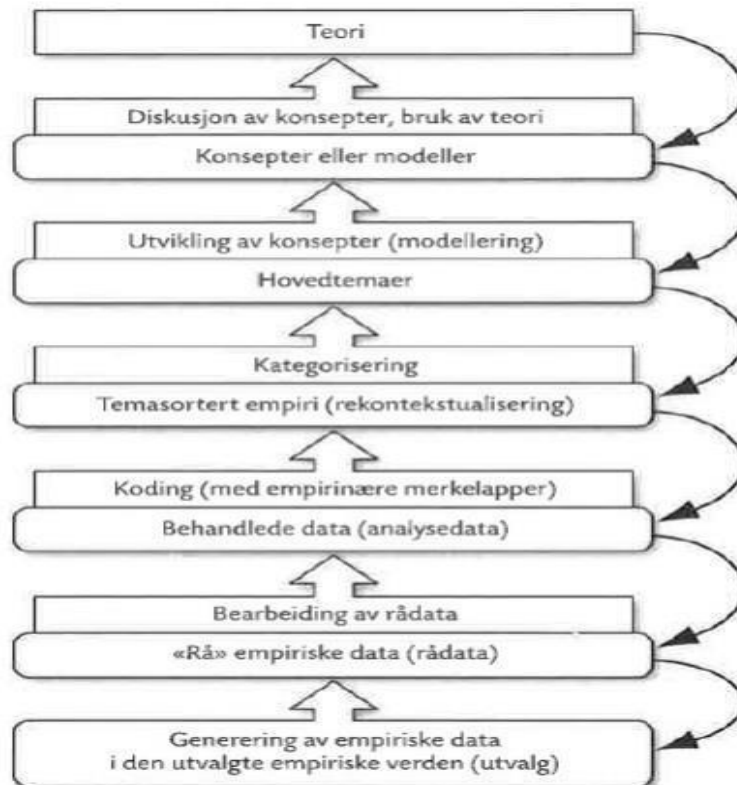 Teori
Diskusjon av konsepter, bruk av teori
Konsepter eller modeller
Utvikling av konsepter (modellering)
Hovedtemaer
Kategorisering
Temasortert empiri (rekontekstualisering)
Koding (med empirinære merkelapper)
Behandlede data (analysedata)
Bearbeiding av rådata
«Rå» empiriske data (rådata)
Generering av empiriske data
i den utvalgte empiriske verden (utvalg)